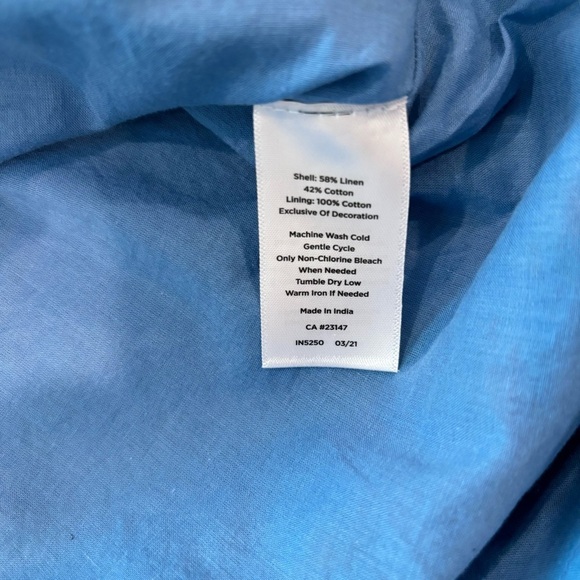 Shell: 58% Linen
42% Cotton
Lining: 100% Cotton
Exclusive Of Decoration
Machine Wash Cold
Gentle Cycle
Only Non-Chlorine Bleach
When Needed
Tumble Dry Low
Warm Iron If Needed
Made In India
CA #23147
IN5250 03/21